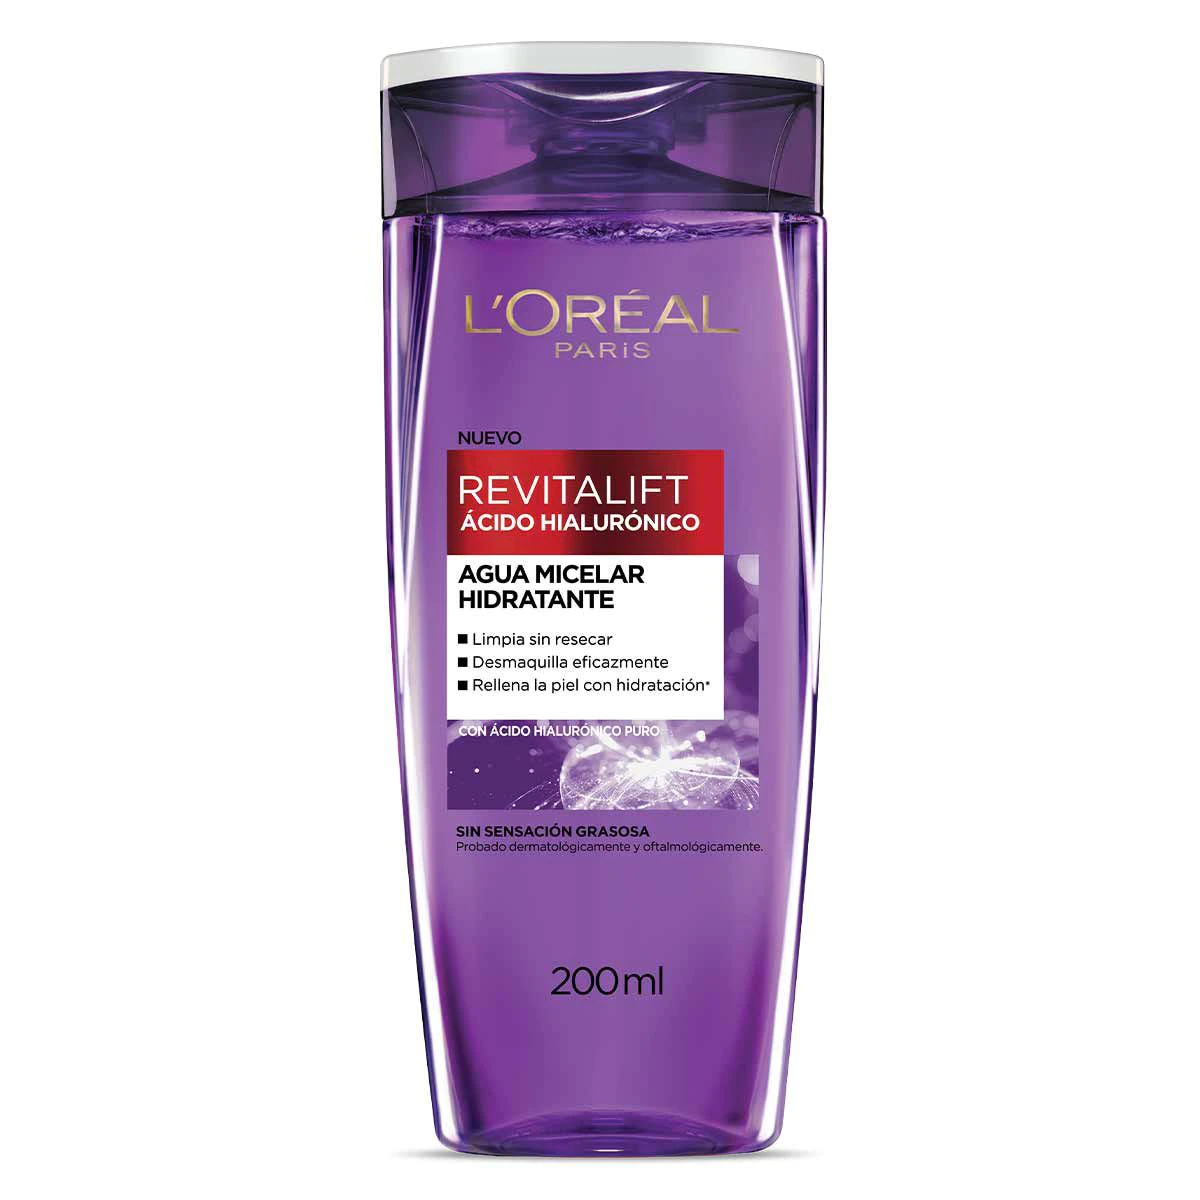 L'ORÉAL
PARiS
NUEVO
REVITALIFT
ÁCIDO HIALURÓNICO
AGUA MICELAR
HIDRATANTE
■ Limpia sin resecar
■ Desmaquilla eficazmente
■ Rellena la piel con hidratación*
CON ÁCIDO HIALURÓNICO PURO
SIN SENSACIÓN GRASOSA
Probado dermatológicamente y oftalmológicamente.
200ml